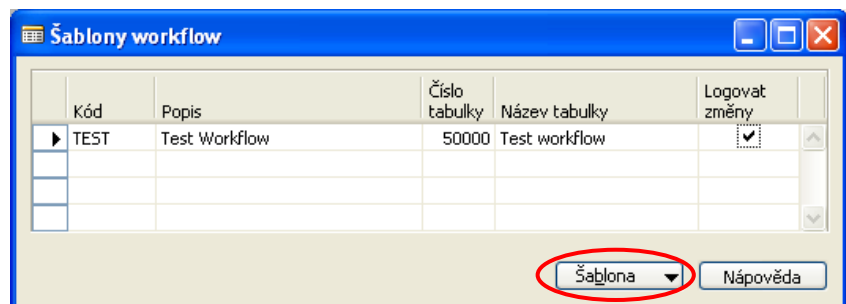 Šablony workflow
Kód Popis Číslo tabulky Název tabulky Logovat změny
TEST Test Workflow 50000 Test workflow
Šablona Nápověda